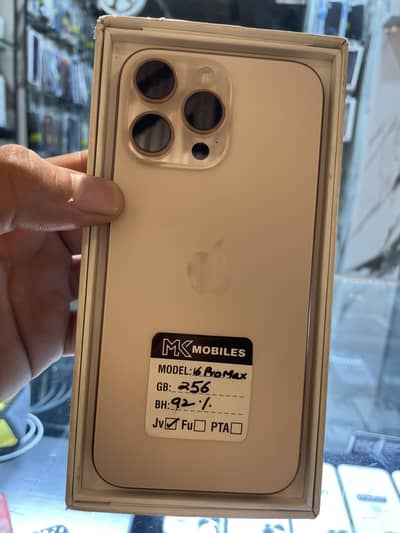 MK MOBILES
MODEL: 16 Pro Max
GB: 256
BH: 92 %
Jv ☑ Fu ☐ PTA ☐